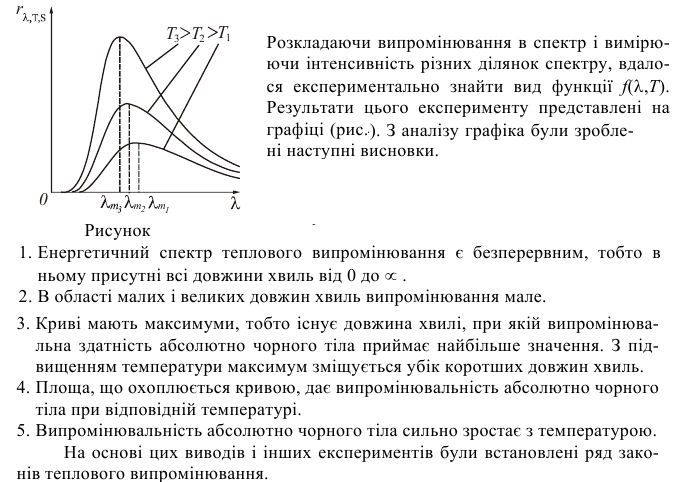 rλ,T,s
T3>T2>T1
0
λm3 λm2 λm1 λ
Рисунок
Розкладаючи випромінювання в спектр і вимірю-
ючи інтенсивність різних ділянок спектру, вдало-
ся експериментально знайти вид функції f(λ,T).
Результати цього експерименту представлені на
графіці (рис.). З аналізу графіка були зробле-
ні наступні висновки.
1. Енергетичний спектр теплового випромінювання є безперервним, тобто в
ньому присутні всі довжини хвиль від 0 до ∝ .
2. В області малих і великих довжин хвиль випромінювання мале.
3. Криві мають максимуми, тобто існує довжина хвилі, при якій випромінюва-
льна здатність абсолютно чорного тіла приймає найбільше значення. З під-
вищенням температури максимум зміщується убік коротших довжин хвиль.
4. Площа, що охоплюється кривою, дає випромінювальність абсолютно чорного
тіла при відповідній температурі.
5. Випромінювальність абсолютно чорного тіла сильно зростає з температурою.
На основі цих виводів і інших експериментів були встановлені ряд зако-
нів теплового випромінювання.